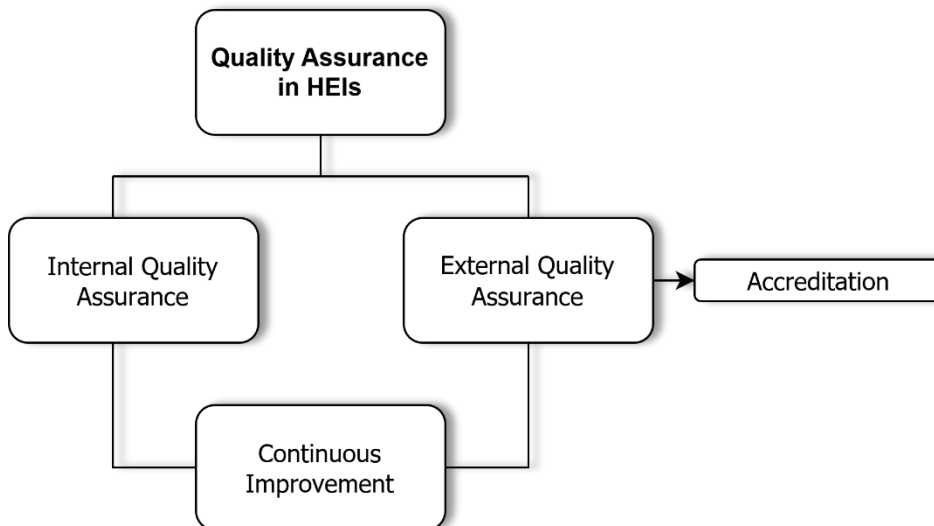 Quality Assurance
in HEIs
Internal Quality
Assurance
External Quality
Assurance
Accreditation
Continuous
Improvement